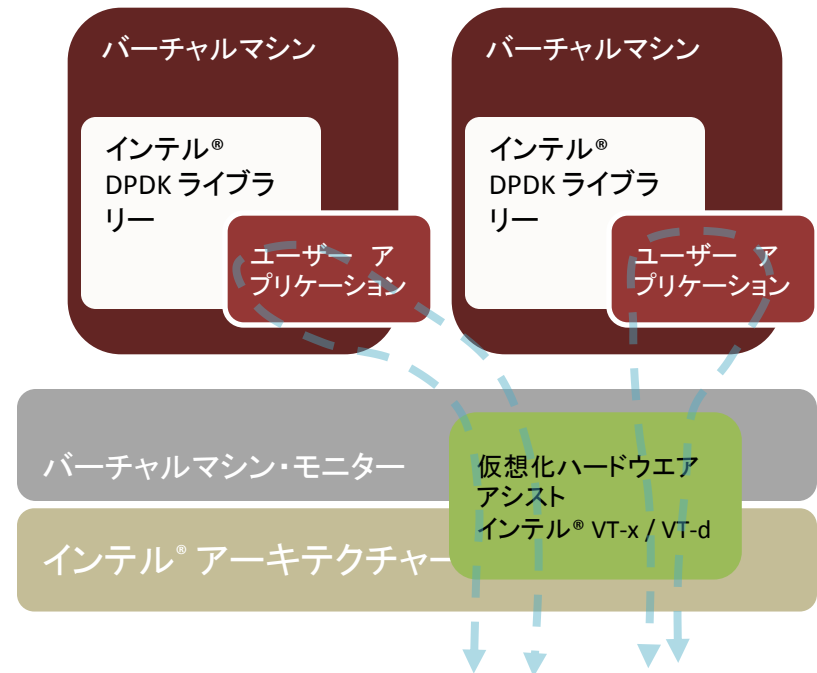 バーチャルマシン
インテル®
DPDK ライブラ
リー
ユーザー ア
プリケーション
バーチャルマシン
インテル®
DPDK ライブラ
リー
ユーザー ア
プリケーション
バーチャルマシン・モニター
仮想化ハードウエア
アシスト
インテル® VT-x / VT-d
インテル® アーキテクチャー